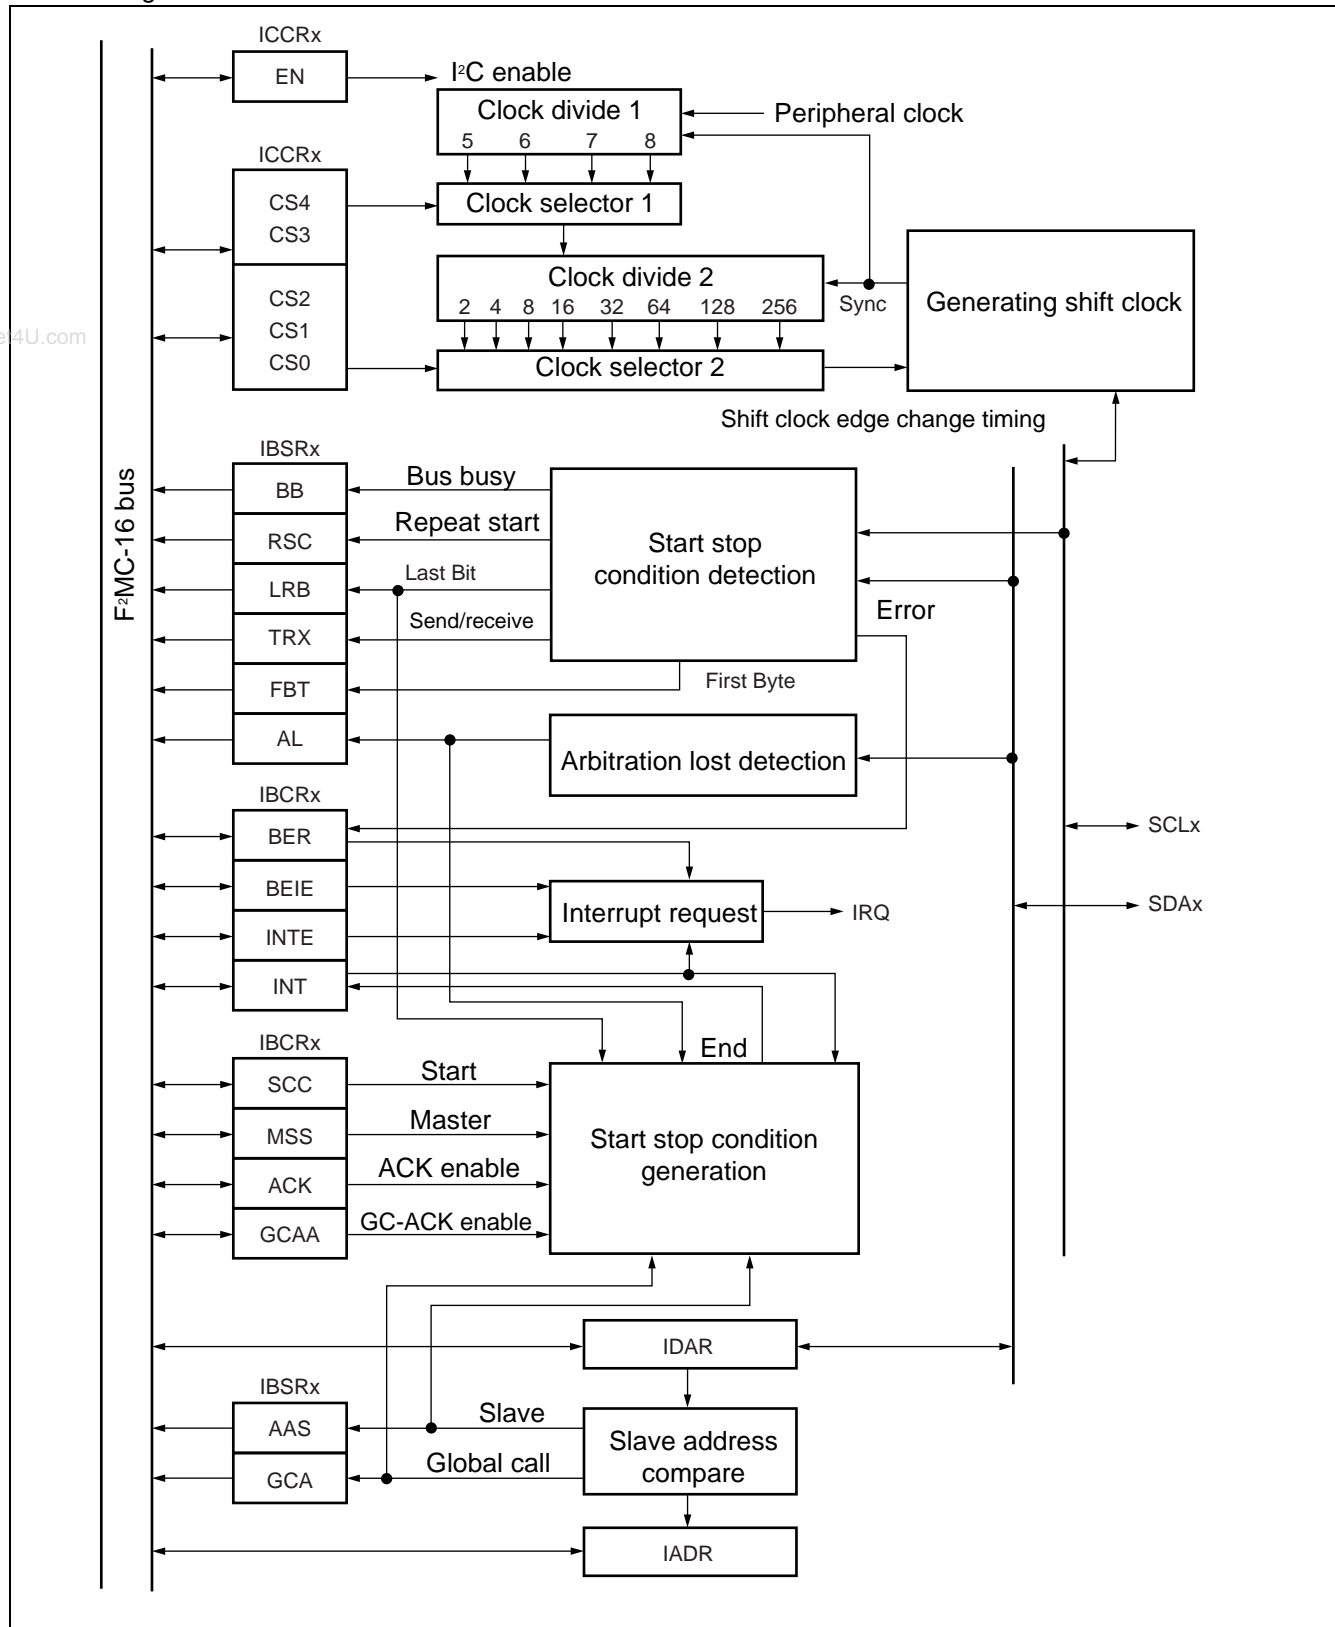 ICCRx
EN
I²C enable
Clock divide 1
5 6 7 8
Peripheral clock
ICCRx
CS4
CS3
Clock selector 1
CS2
CS1
CS0
Clock divide 2
2 4 8 16 32 64 128 256
Sync
Generating shift clock
Clock selector 2
et4U.com
Shift clock edge change timing
F²MC-16 bus
IBSRx
BB
Bus busy
RSC
Repeat start
LRB
Last Bit
TRX
Send/receive
FBT
First Byte
AL
Start stop
condition detection
Error
Arbitration lost detection
IBCRx
BER
BEIE
INTE
INT
Interrupt request
IRQ
SCLx
SDAx
End
IBCRx
SCC
Start
MSS
Master
ACK
ACK enable
GCAA
GC-ACK enable
Start stop condition
generation
IDAR
IBSRx
AAS
Slave
GCA
Global call
Slave address
compare
IADR